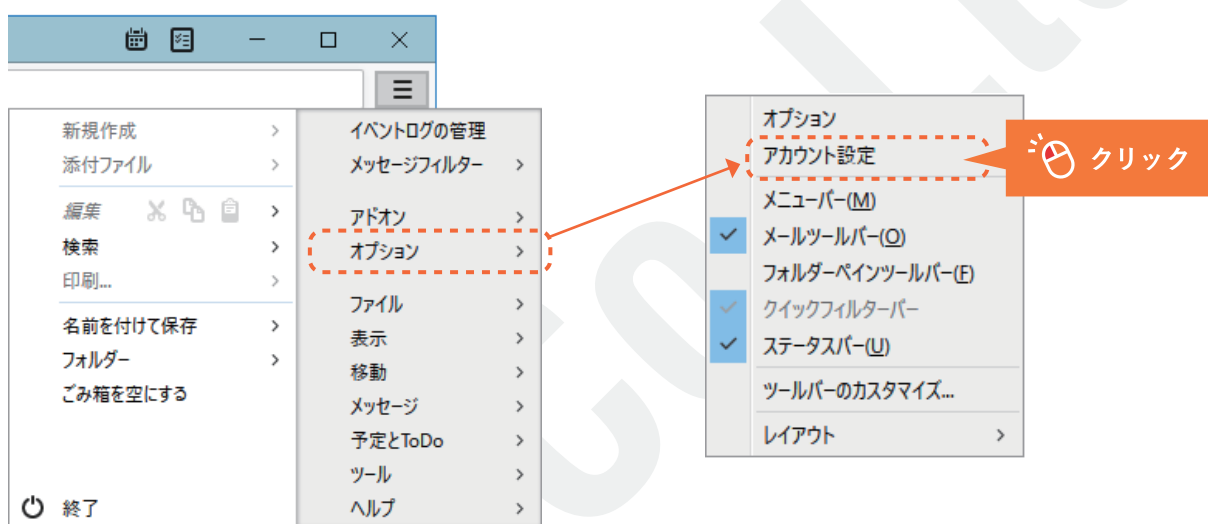 新規作成
添付ファイル
編集
検索
印刷...
名前を付けて保存
フォルダー
ごみ箱を空にする
終了
イベントログの管理
メッセージフィルター
アドオン
オプション
ファイル
表示
移動
メッセージ
予定とToDo
ツール
ヘルプ
オプション
アカウント設定
クリック
メニューバー(M)
メールツールバー(O)
フォルダーペインツールバー(F)
クイックフィルターバー
ステータスバー(U)
ツールバーのカスタマイズ...
レイアウト